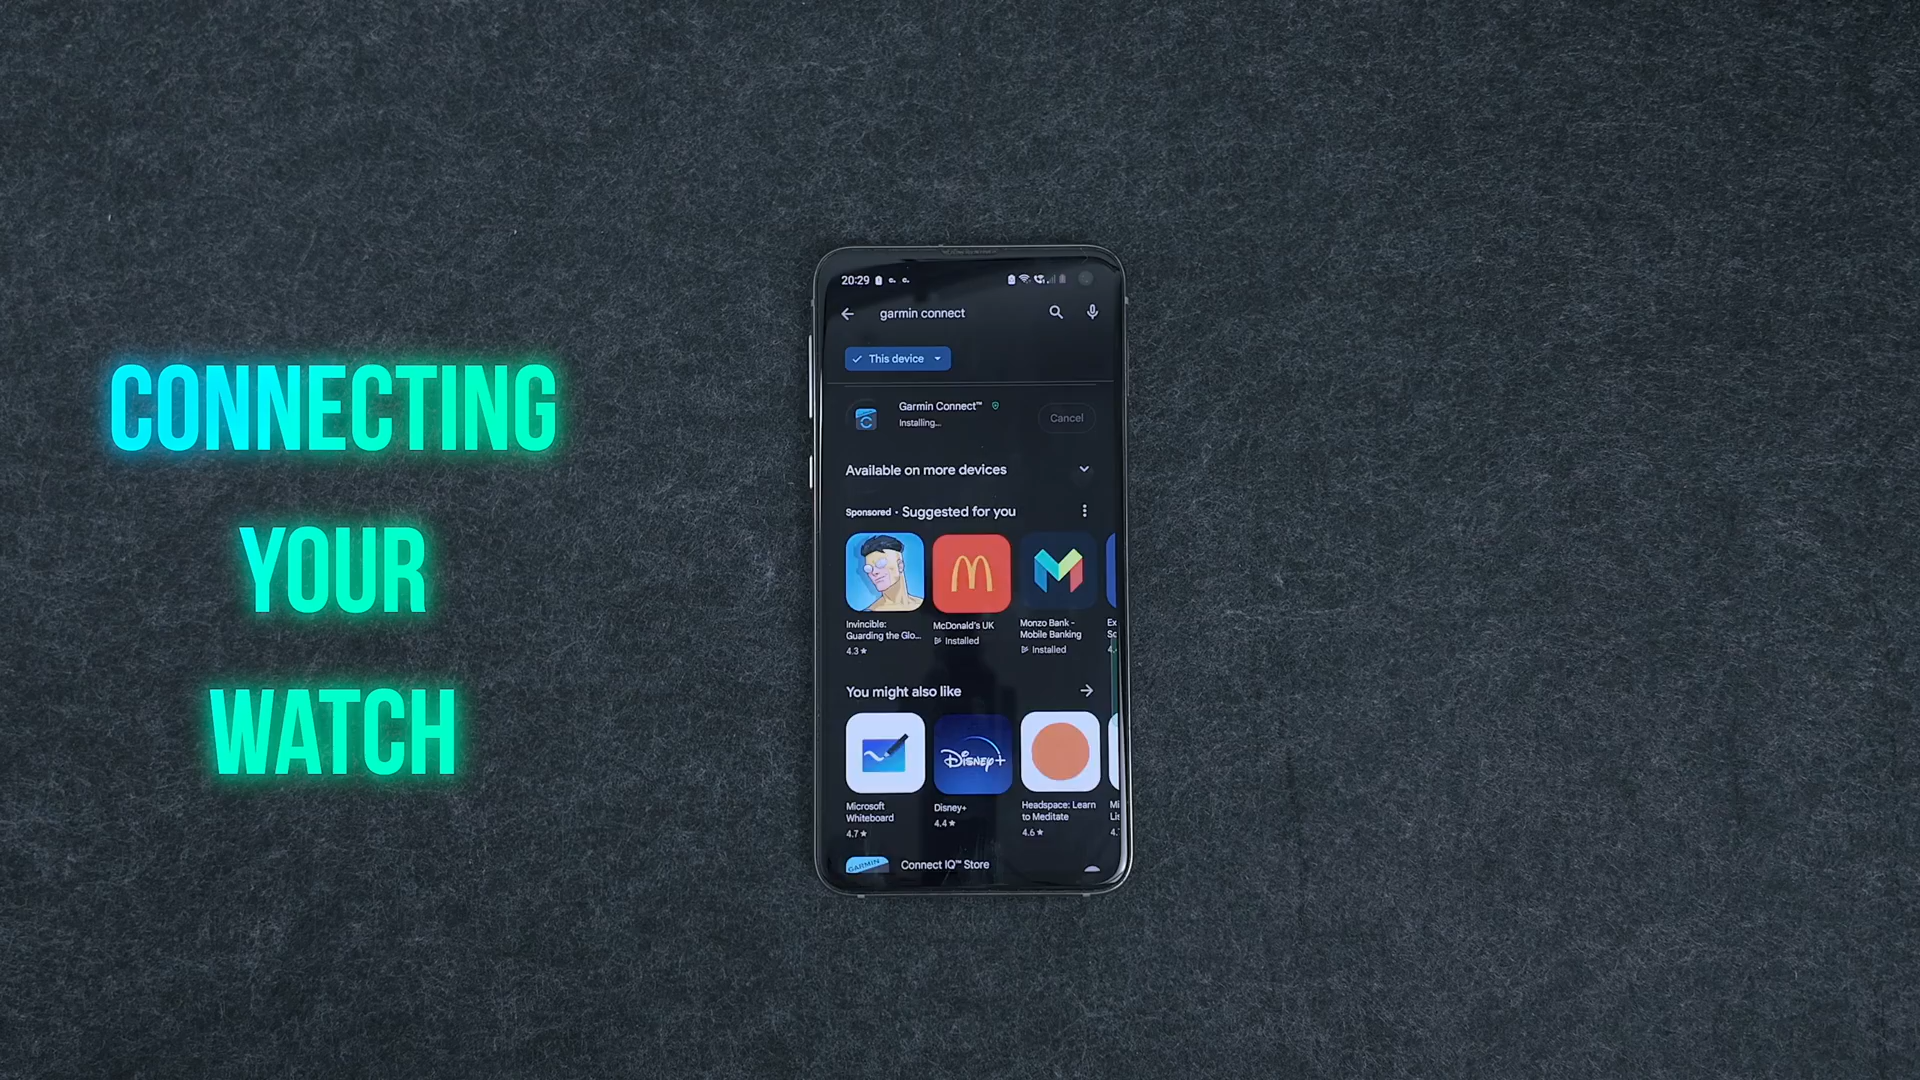 CONNECTING
YOUR
WATCH
20:29
garmin connect
This device
Garmin Connect™
Installing...
Cancel
Available on more devices
Sponsored · Suggested for you
Invincible:
Guarding the Glo...
4.3★
McDonald's UK
Installed
Monzo Bank -
Mobile Banking
Installed
You might also like
Disney+
Microsoft
Whiteboard
4.7★
Disney+
4.4★
Headspace: Learn
to Meditate
4.6★
GARMIN
Connect IQ™ Store